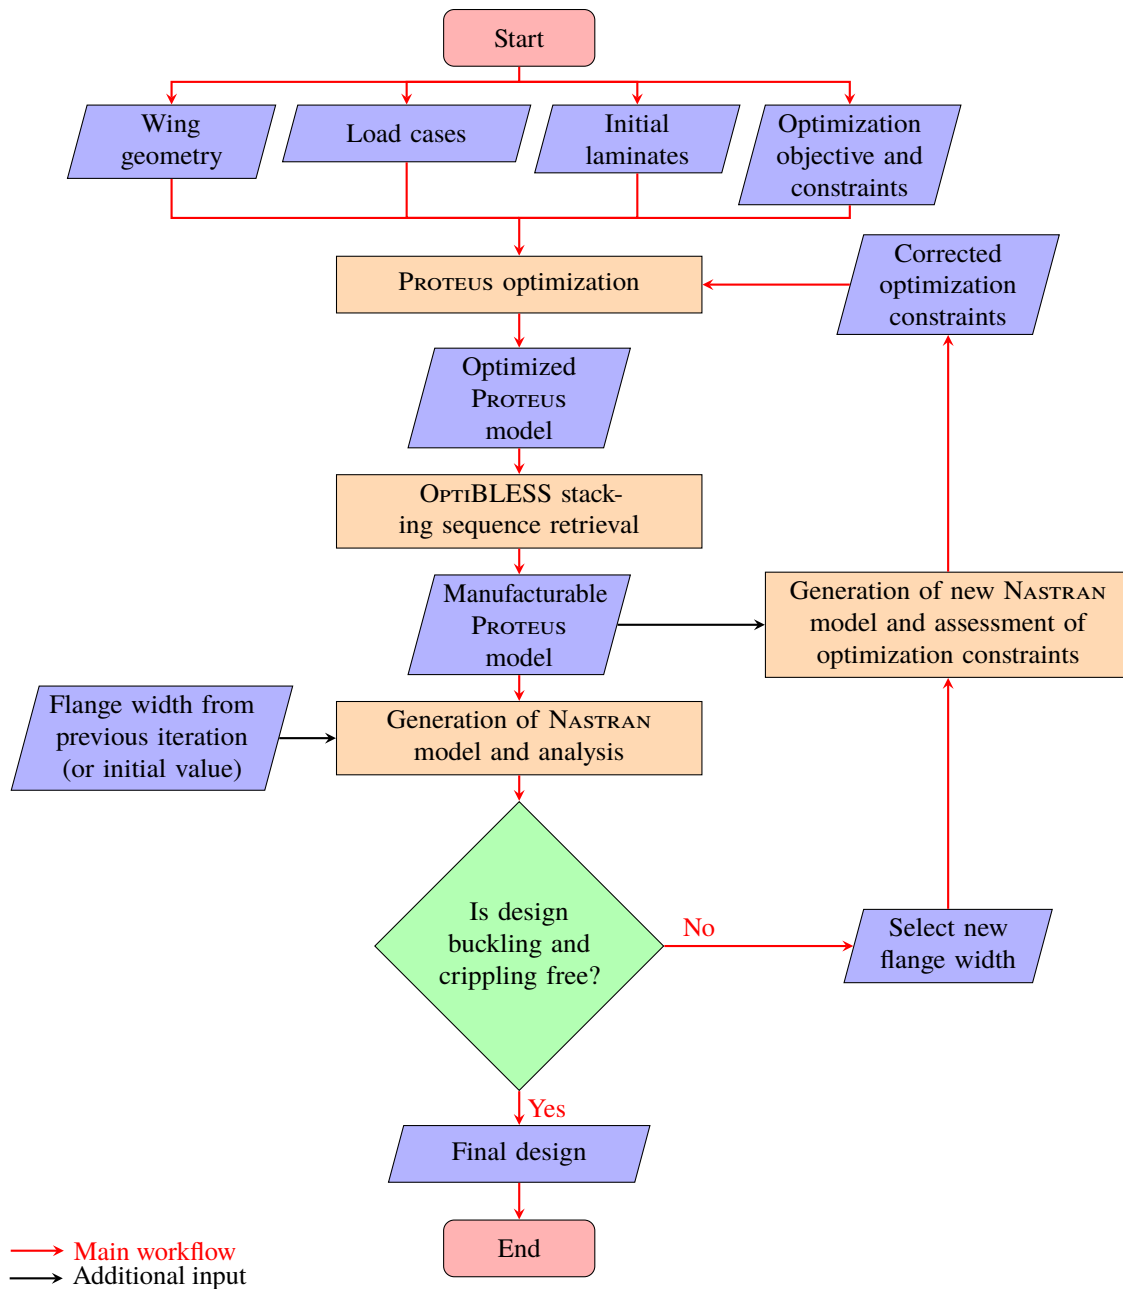 Start
Wing
geometry
Load cases
Initial
laminates
Optimization
objective and
constraints
Corrected
optimization
constraints
PROTEUS optimization
Optimized
PROTEUS
model
OPTIBLESS stack-
ing sequence retrieval
Manufacturable
PROTEUS
model
Generation of new NASTRAN
model and assessment of
optimization constraints
Flange width from
previous iteration
(or initial value)
Generation of NASTRAN
model and analysis
Is design
buckling and
crippling free?
No
Select new
flange width
Yes
Final design
End
Main workflow
Additional input